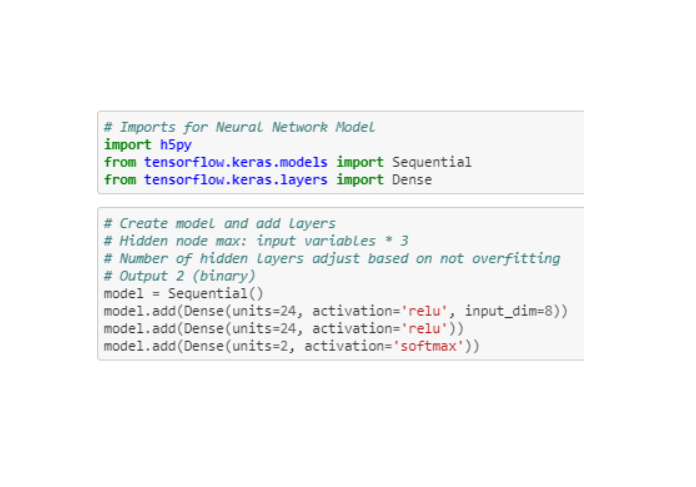 # Imports for Neural Network Model
import h5py
from tensorflow.keras.models import Sequential
from tensorflow.keras.layers import Dense
# Create model and add layers
# Hidden node max: input variables * 3
# Number of hidden layers adjust based on not overfitting
# Output 2 (binary)
model = Sequential()
model.add(Dense(units=24, activation='relu', input_dim=8))
model.add(Dense(units=24, activation='relu'))
model.add(Dense(units=2, activation='softmax'))